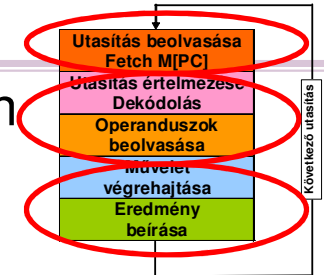 Utasítás beolvasása
Fetch M[PC]
Utasítás értelmezése
Dekódolás
Operanduszok
beolvasása
Művelet
végrehajtása
Eredmény
beírása
Következő utasítás